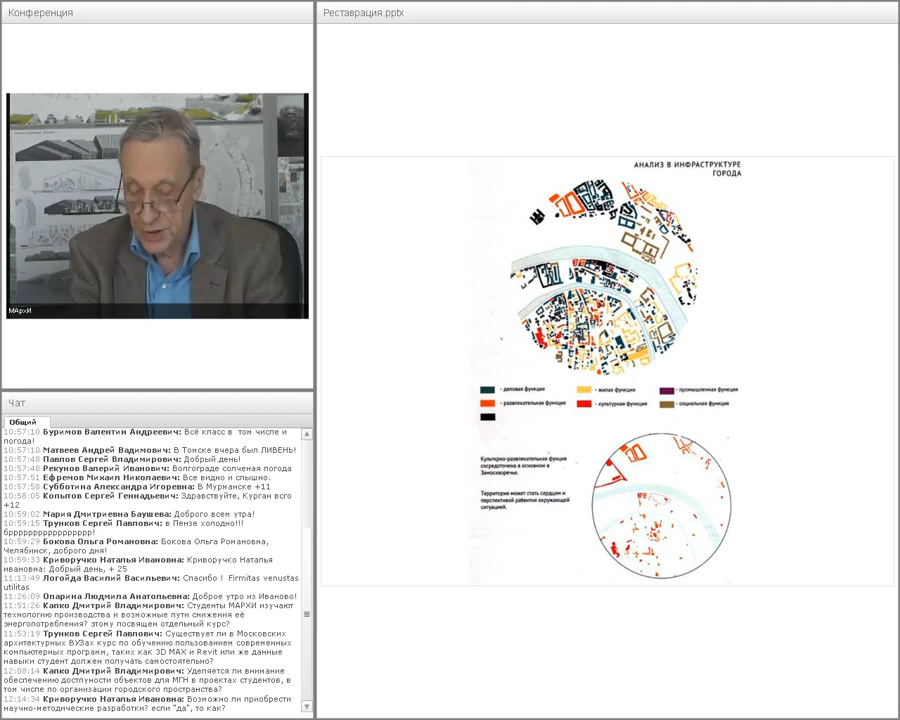 Конференция
МАрхИ
Чат
Общий
10:57:10 Буримов Валентин Андреевич: Всё класс в том числе и
погода!
10:57:10 Матвеев Андрей Вадимович: В Томске вчера был ЛИВЕНЬ!
10:57:48 Павлов Сергей Владимирович: Добрый день!
10:57:48 Рекунов Валерий Иванович: Волгограде солченая погода
10:57:51 Ефремов Михаил Николаевич: Все видно и слышно.
10:57:58 Субботина Александра Игоревна: В Мурманске +11
10:58:05 Копытов Сергей Геннадьевич: Здравствуйте, Курган всго
+12
10:59:02 Мария Дмитриевна Баушева: Доброго всем утра!
10:59:15 Трунков Сергей Павлович: в Пензе холодно!!!
бррррррррррррррррр!
10:59:29 Бокова Ольга Романовна: Бокова Ольга Романовна,
Челябинск, доброго дня!
10:59:33 Криворучко Наталья Ивановна: Криворучко Наталья
ивановна: Добрый день, + 25
11:13:49 Логойда Василий Васильевич: Спасибо ! Firmitas venustas
utilitas
11:26:09 Опарина Людмила Анатольевна: Доброе утро из Иваново!
11:51:26 Капко Дмитрий Владимирович: Студенты МАРХИ изучают
технологию производства и возможные пути снижения её
энергопотребления? этому посвящен отдельный курс?
11:53:19 Трунков Сергей Павлович: Существует ли в Московских
архитектурных ВУЗах курс по обучению пользованием современных
компьютерных программ, таких как 3D MAX и Revit или же данные
навыки студент должен получать самостоятельно?
12:08:14 Капко Дмитрий Владимирович: Уделяется ли внимание
обеспечению достпуности объектов для МГН в проектах студентов, в
том числе по организации городского пространства?
12:14:34 Криворучко Наталья Ивановна: Возможно ли приобрести
научно-методические разработки? если "да", то как?
Реставрация.pptx
АНАЛИЗ В ИНФРАСТРУКТУРЕ
ГОРОДА
- деловая функция
- жилая функция
- промышленная функция
- развлекательная функция
- культурная функция
- социальная функция
Культурно-развлекательная функция
сосредоточена в основном в
Замоскворечье.
Территория может стать сердцем и
перспективой развития окружающей
ситуацией.